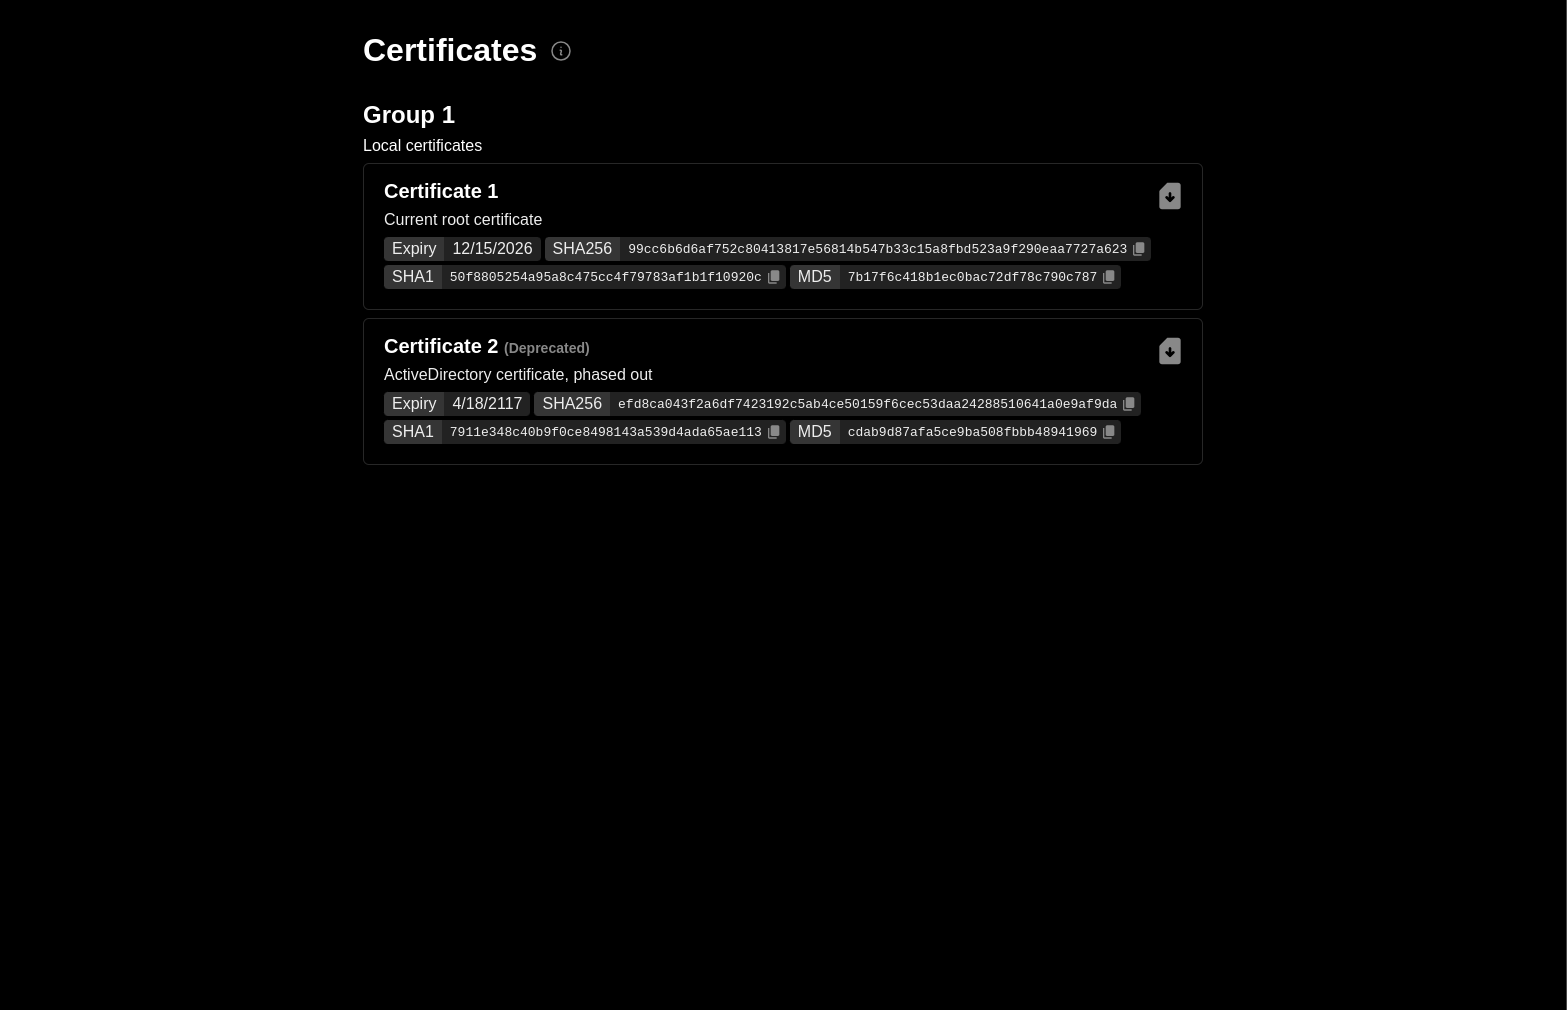 Certificates
Group 1
Local certificates
Certificate 1
Current root certificate
Expiry 12/15/2026 SHA256 99cc6b6d6af752c80413817e56814b547b33c15a8fbd523a9f290eaa7727a623
SHA1 50f8805254a95a8c475cc4f79783af1b1f10920c MD5 7b17f6c418b1ec0bac72df78c790c787
Certificate 2 (Deprecated)
ActiveDirectory certificate, phased out
Expiry 4/18/2117 SHA256 efd8ca043f2a6df7423192c5ab4ce50159f6cec53daa24288510641a0e9af9da
SHA1 7911e348c40b9f0ce8498143a539d4ada65ae113 MD5 cdab9d87afa5ce9ba508fbbb48941969